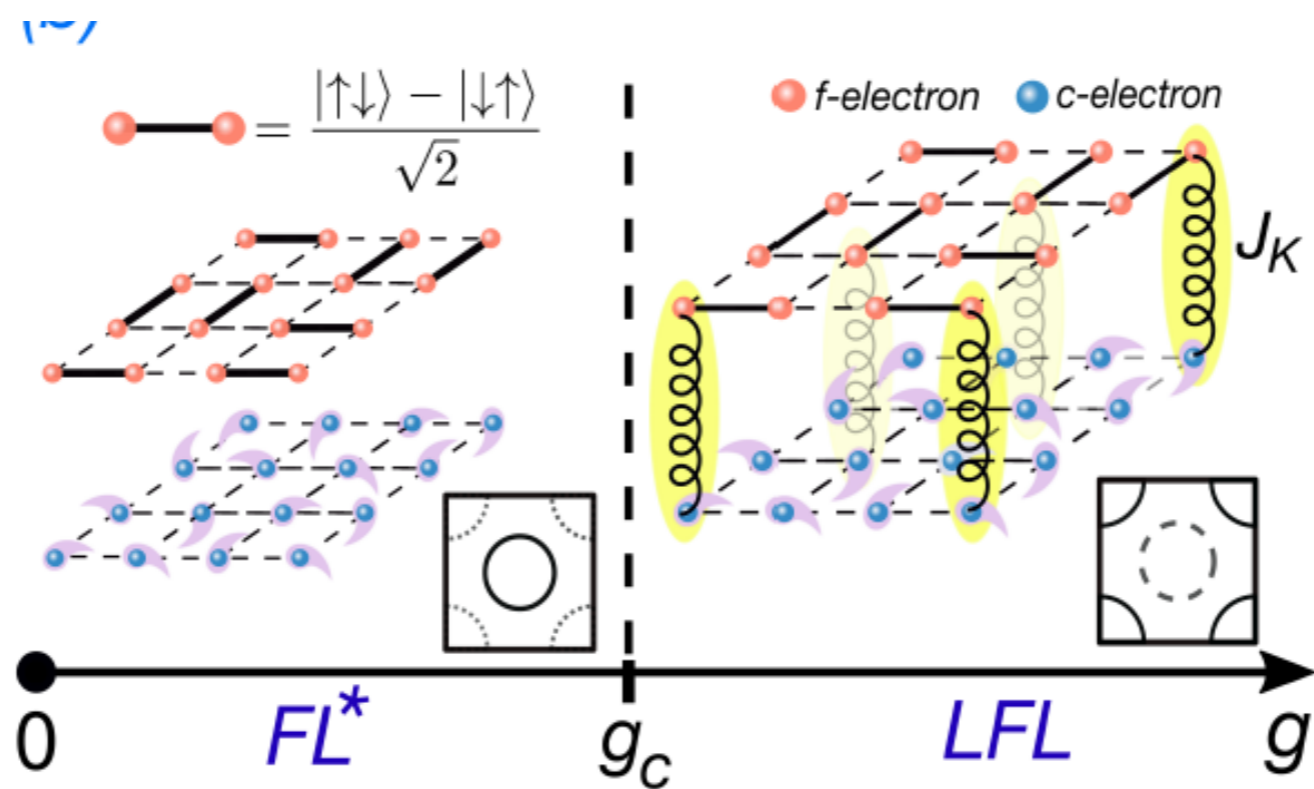 (b)
= |↑↓⟩ − |↓↑⟩ / √2
f-electron c-electron
J_K
0 FL* g_c LFL g